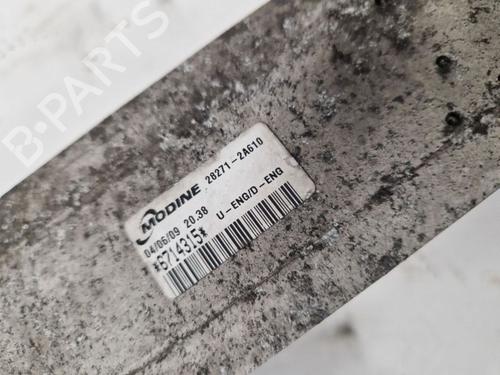 B-PARTS
MODINE 28271-2A610
04/06/09 20.38 U-ENG/D-ENG
*6714315*